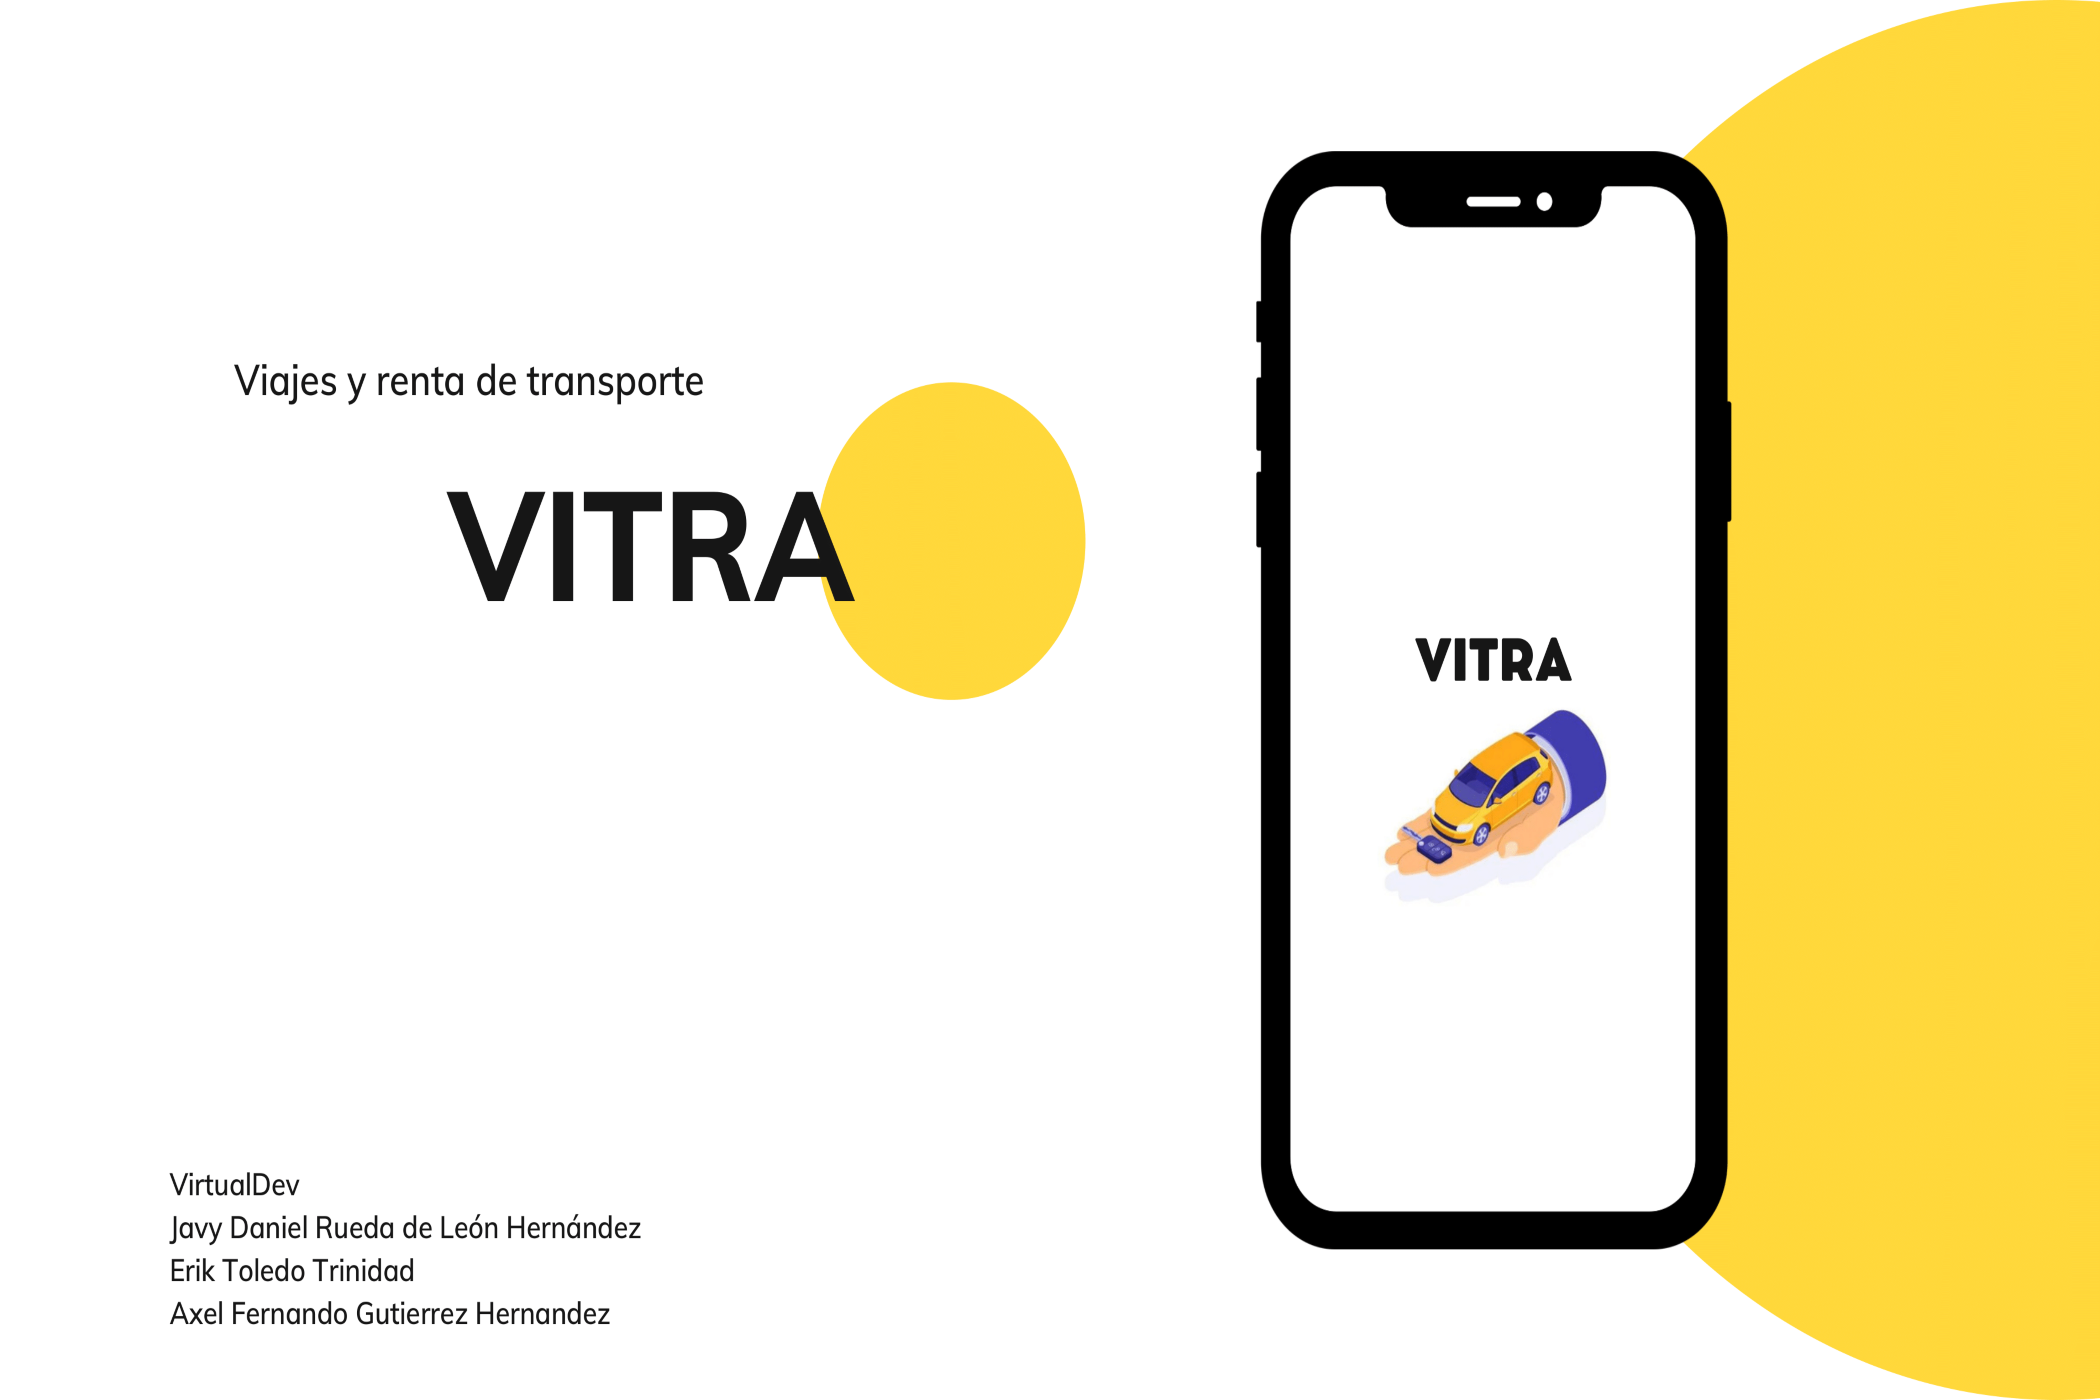 Viajes y renta de transporte
VITRA
VITRA
VirtualDev
Javy Daniel Rueda de León Hernández
Erik Toledo Trinidad
Axel Fernando Gutierrez Hernandez